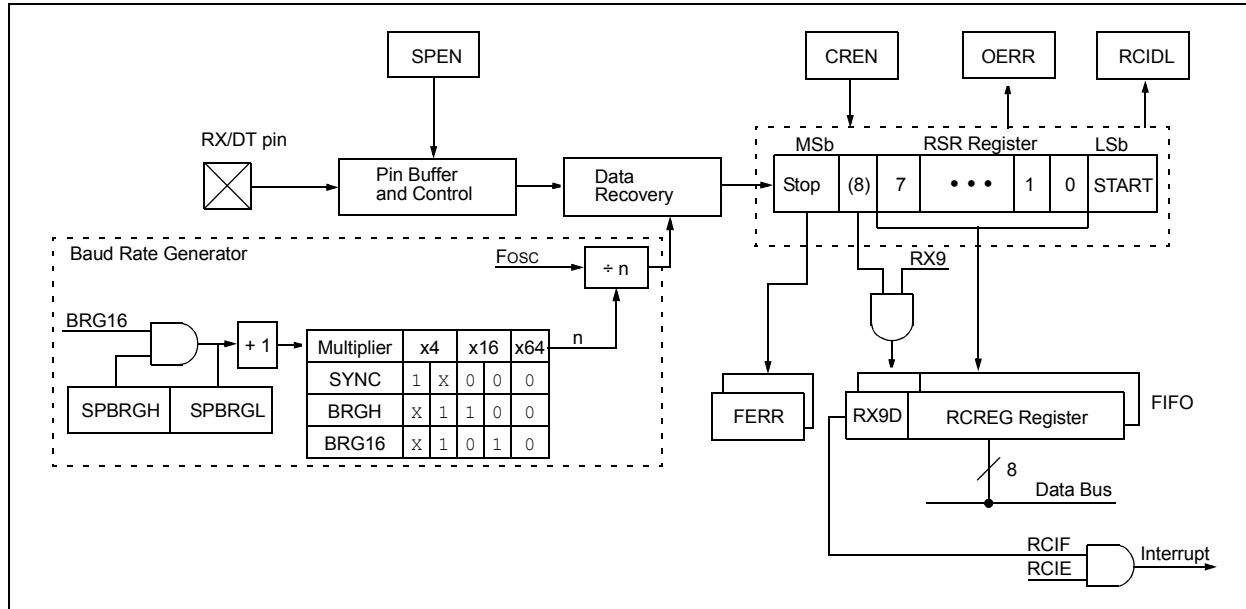 SPEN
CREN
OERR
RCIDL
RX/DT pin
MSb
RSR Register
LSb
Pin Buffer
and Control
Data
Recovery
Stop (8) 7 • • • 1 0 START
Baud Rate Generator
FOSC
÷ n
RX9
BRG16
+ 1
n
Multiplier x4 x16 x64
SYNC 1 X 0 0 0
BRGH X 1 1 0 0
BRG16 X 1 0 1 0
SPBRGH SPBRGL
FERR
RX9D RCREG Register
FIFO
8
Data Bus
RCIF
RCIE
Interrupt